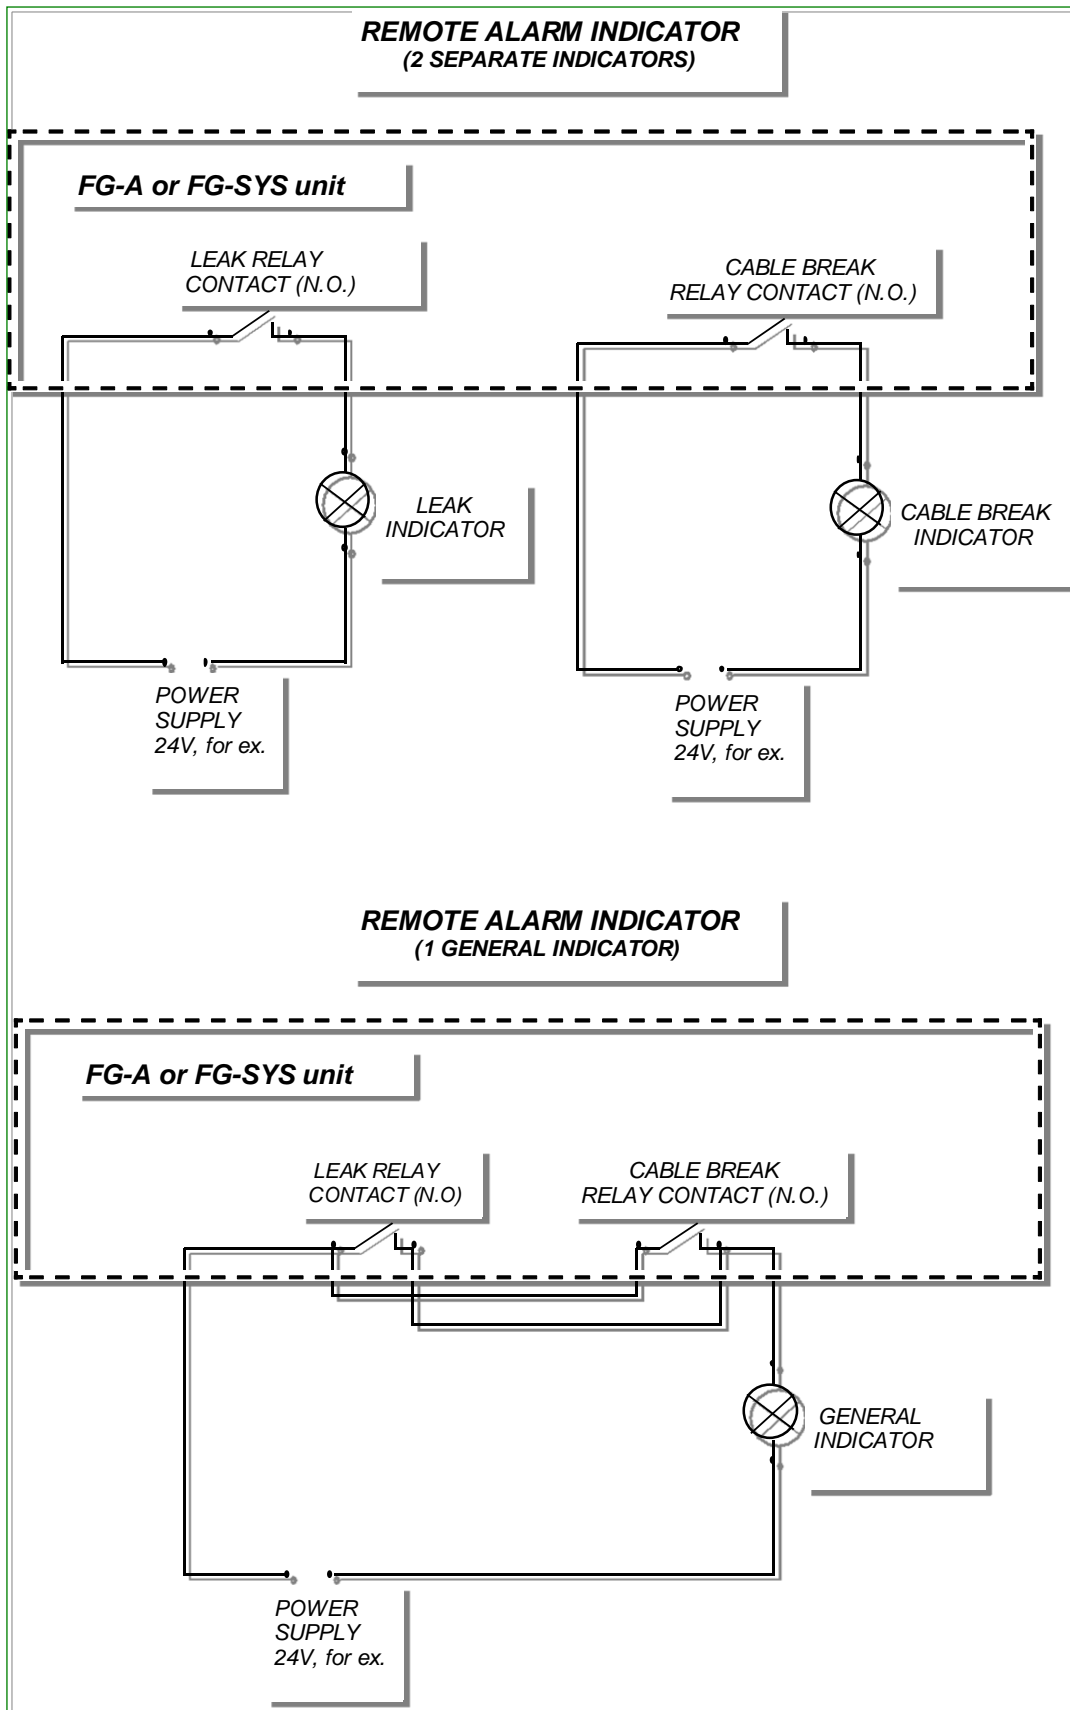 REMOTE ALARM INDICATOR
(2 SEPARATE INDICATORS)
FG-A or FG-SYS unit
LEAK RELAY
CONTACT (N.O.)
CABLE BREAK
RELAY CONTACT (N.O.)
LEAK
INDICATOR
CABLE BREAK
INDICATOR
POWER
SUPPLY
24V, for ex.
POWER
SUPPLY
24V, for ex.
REMOTE ALARM INDICATOR
(1 GENERAL INDICATOR)
FG-A or FG-SYS unit
LEAK RELAY
CONTACT (N.O)
CABLE BREAK
RELAY CONTACT (N.O.)
GENERAL
INDICATOR
POWER
SUPPLY
24V, for ex.